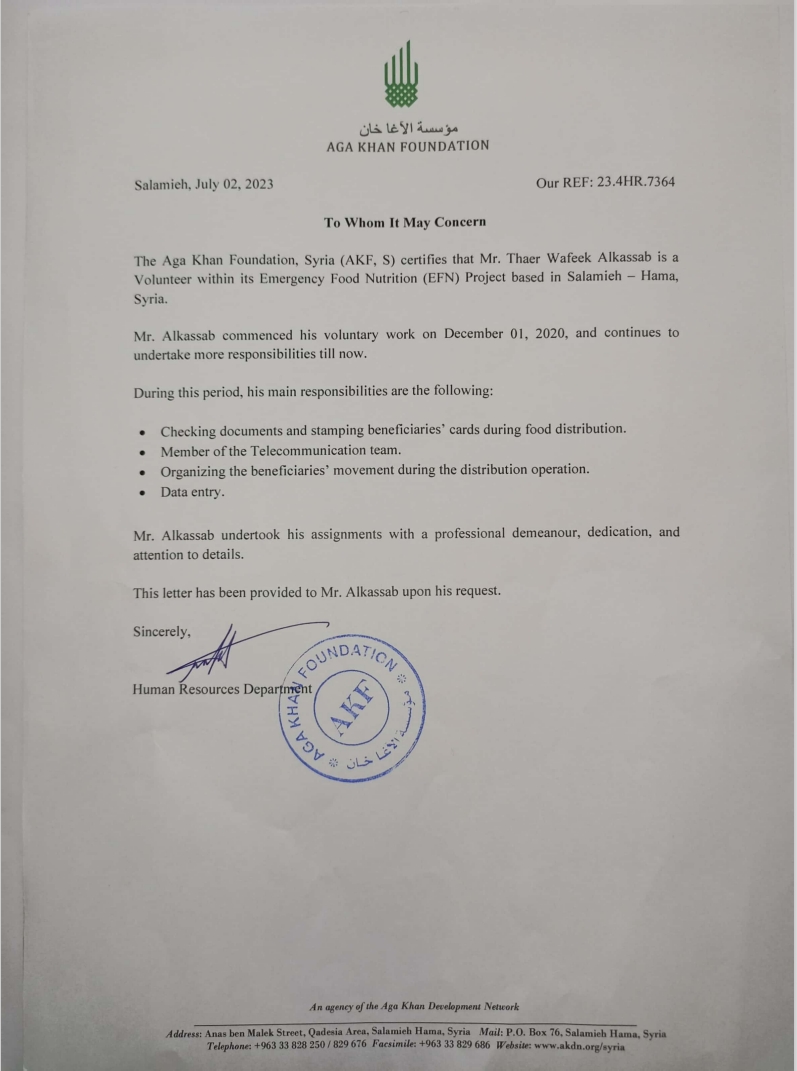 مؤسسة الآغا خان
AGA KHAN FOUNDATION
Salamieh, July 02, 2023
Our REF: 23.4HR.7364
To Whom It May Concern
The Aga Khan Foundation, Syria (AKF, S) certifies that Mr. Thaer Wafeek Alkassab is a
Volunteer within its Emergency Food Nutrition (EFN) Project based in Salamieh – Hama,
Syria.
Mr. Alkassab commenced his voluntary work on December 01, 2020, and continues to
undertake more responsibilities till now.
During this period, his main responsibilities are the following:
• Checking documents and stamping beneficiaries’ cards during food distribution.
• Member of the Telecommunication team.
• Organizing the beneficiaries’ movement during the distribution operation.
• Data entry.
Mr. Alkassab undertook his assignments with a professional demeanour, dedication, and
attention to details.
This letter has been provided to Mr. Alkassab upon his request.
Sincerely,
Human Resources Department
AGA KHAN FOUNDATION
AKF
مؤسسة الآغا خان
An agency of the Aga Khan Development Network
Address: Anas ben Malek Street, Qadesia Area, Salamieh Hama, Syria Mail: P.O. Box 76, Salamieh Hama, Syria
Telephone: +963 33 828 250 / 829 676 Facsimile: +963 33 829 686 Website: www.akdn.org/syria